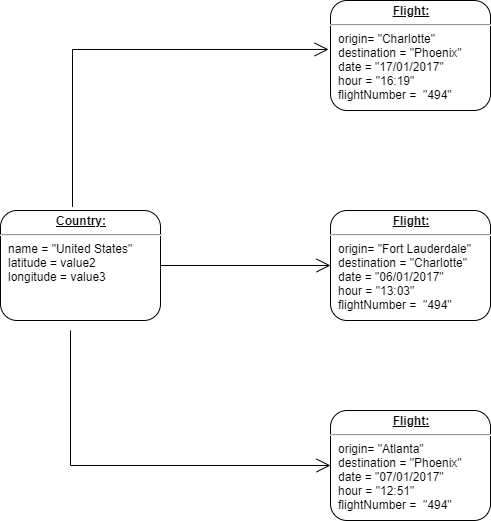 Flight:
origin= "Charlotte"
destination = "Phoenix"
date = "17/01/2017"
hour = "16:19"
flightNumber =  "494"
Country:
name = "United States"
latitude = value2
longitude = value3
Flight:
origin= "Fort Lauderdale"
destination = "Charlotte"
date = "06/01/2017"
hour = "13:03"
flightNumber =  "494"
Flight:
origin= "Atlanta"
destination = "Phoenix"
date = "07/01/2017"
hour = "12:51"
flightNumber =  "494"